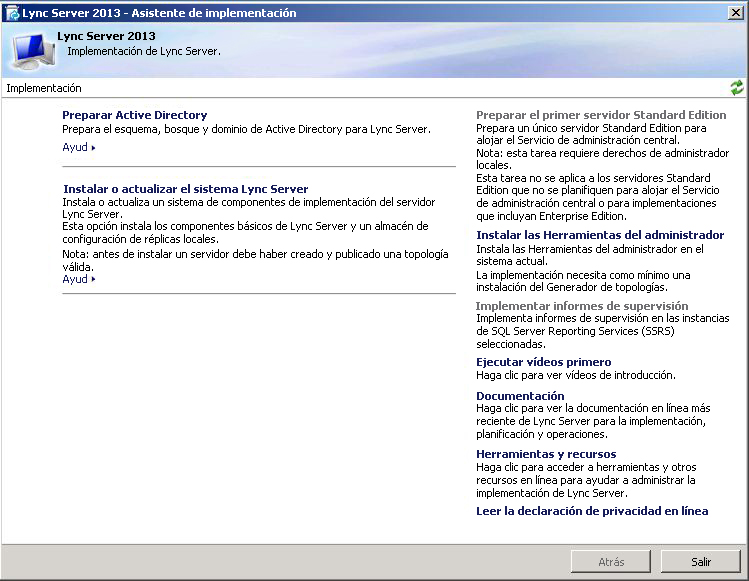 Lync Server 2013 - Asistente de implementación
Lync Server 2013
Implementación de Lync Server.
Implementación
Preparar Active Directory
Prepara el esquema, bosque y dominio de Active Directory para Lync Server.
Ayud
Instalar o actualizar el sistema Lync Server
Instala o actualiza un sistema de componentes de implementación del servidor
Lync Server.
Esta opción instala los componentes básicos de Lync Server y un almacén de
configuración de réplicas locales.
Nota: antes de instalar un servidor debe haber creado y publicado una topología
válida.
Ayud
Preparar el primer servidor Standard Edition
Prepara un único servidor Standard Edition para
alojar el Servicio de administración central.
Nota: esta tarea requiere derechos de administrador
locales.
Esta tarea no se aplica a los servidores Standard
Edition que no se planifiquen para alojar el Servicio
de administración central o para implementaciones
que incluyan Enterprise Edition.
Instalar las Herramientas del administrador
Instala las Herramientas del administrador en el
sistema actual.
La implementación necesita como mínimo una
instalación del Generador de topologías.
Implementar informes de supervisión
Implementa informes de supervisión en las instancias
de SQL Server Reporting Services (SSRS)
seleccionadas.
Ejecutar vídeos primero
Haga clic para ver vídeos de introducción.
Documentación
Haga clic para ver la documentación en línea más
reciente de Lync Server para la implementación,
planificación y operaciones.
Herramientas y recursos
Haga clic para acceder a herramientas y otros
recursos en línea para ayudar a administrar la
implementación de Lync Server.
Leer la declaración de privacidad en línea
Atrás
Salir